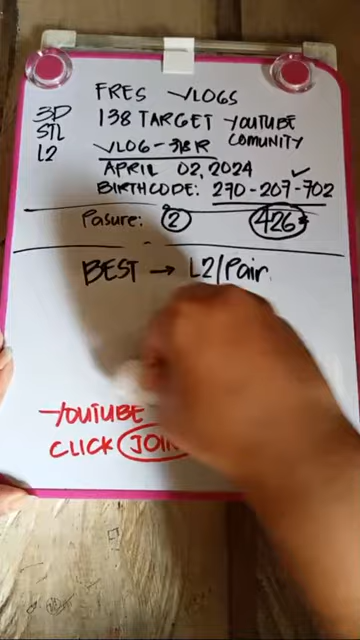 FRES VLOGS
3D 138 TARGET YOUTUBE
STL VLOG - 318R COMUNITY
L2 APRIL 02, 2024
BIRTHCODE: 270-207-702
Pasure: 2 426
BEST → L2/Pair
YOUTUBE
CLICK JOIN